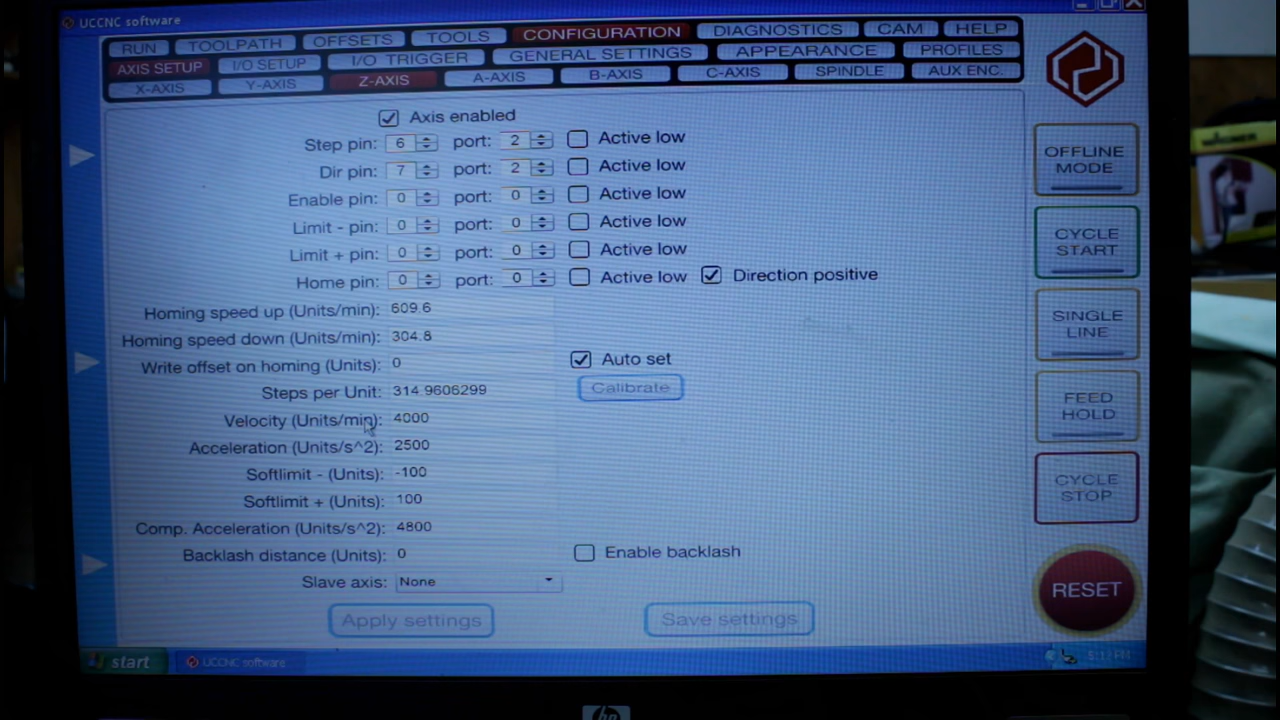 UCCNC software
RUN TOOLPATH OFFSETS TOOLS CONFIGURATION DIAGNOSTICS CAM HELP
AXIS SETUP I/O SETUP I/O TRIGGER GENERAL SETTINGS APPEARANCE PROFILES
X-AXIS Y-AXIS Z-AXIS A-AXIS B-AXIS C-AXIS SPINDLE AUX ENC.
Axis enabled
Step pin: 6 port: 2 Active low
Dir pin: 7 port: 2 Active low
Enable pin: 0 port: 0 Active low
Limit - pin: 0 port: 0 Active low
Limit + pin: 0 port: 0 Active low
Home pin: 0 port: 0 Active low Direction positive
Homing speed up (Units/min): 609.6
Homing speed down (Units/min): 304.8
Write offset on homing (Units): 0 Auto set
Steps per Unit: 314.9606299 Calibrate
Velocity (Units/min): 4000
Acceleration (Units/s^2): 2500
Softlimit - (Units): -100
Softlimit + (Units): 100
Comp. Acceleration (Units/s^2): 4800
Backlash distance (Units): 0 Enable backlash
Slave axis: None
Apply settings Save settings
OFFLINE
MODE
CYCLE
START
SINGLE
LINE
FEED
HOLD
CYCLE
STOP
RESET
start UCCNC software
hp